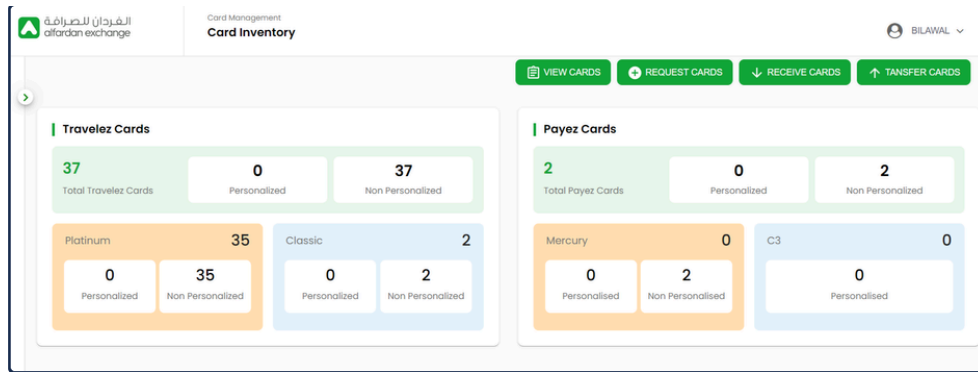 الفردان للصرافة
alfardan exchange
Card Management
Card Inventory
BILAWAL
VIEW CARDS
REQUEST CARDS
RECEIVE CARDS
TANSFER CARDS
Travelez Cards
37
Total Travelez Cards
0
Personalized
37
Non Personalized
Platinum 35
0
Personalized
35
Non Personalized
Classic 2
0
Personalized
2
Non Personalized
Payez Cards
2
Total Payez Cards
0
Personalized
2
Non Personalized
Mercury 0
0
Personalised
2
Non Personalised
C3 0
0
Personalised